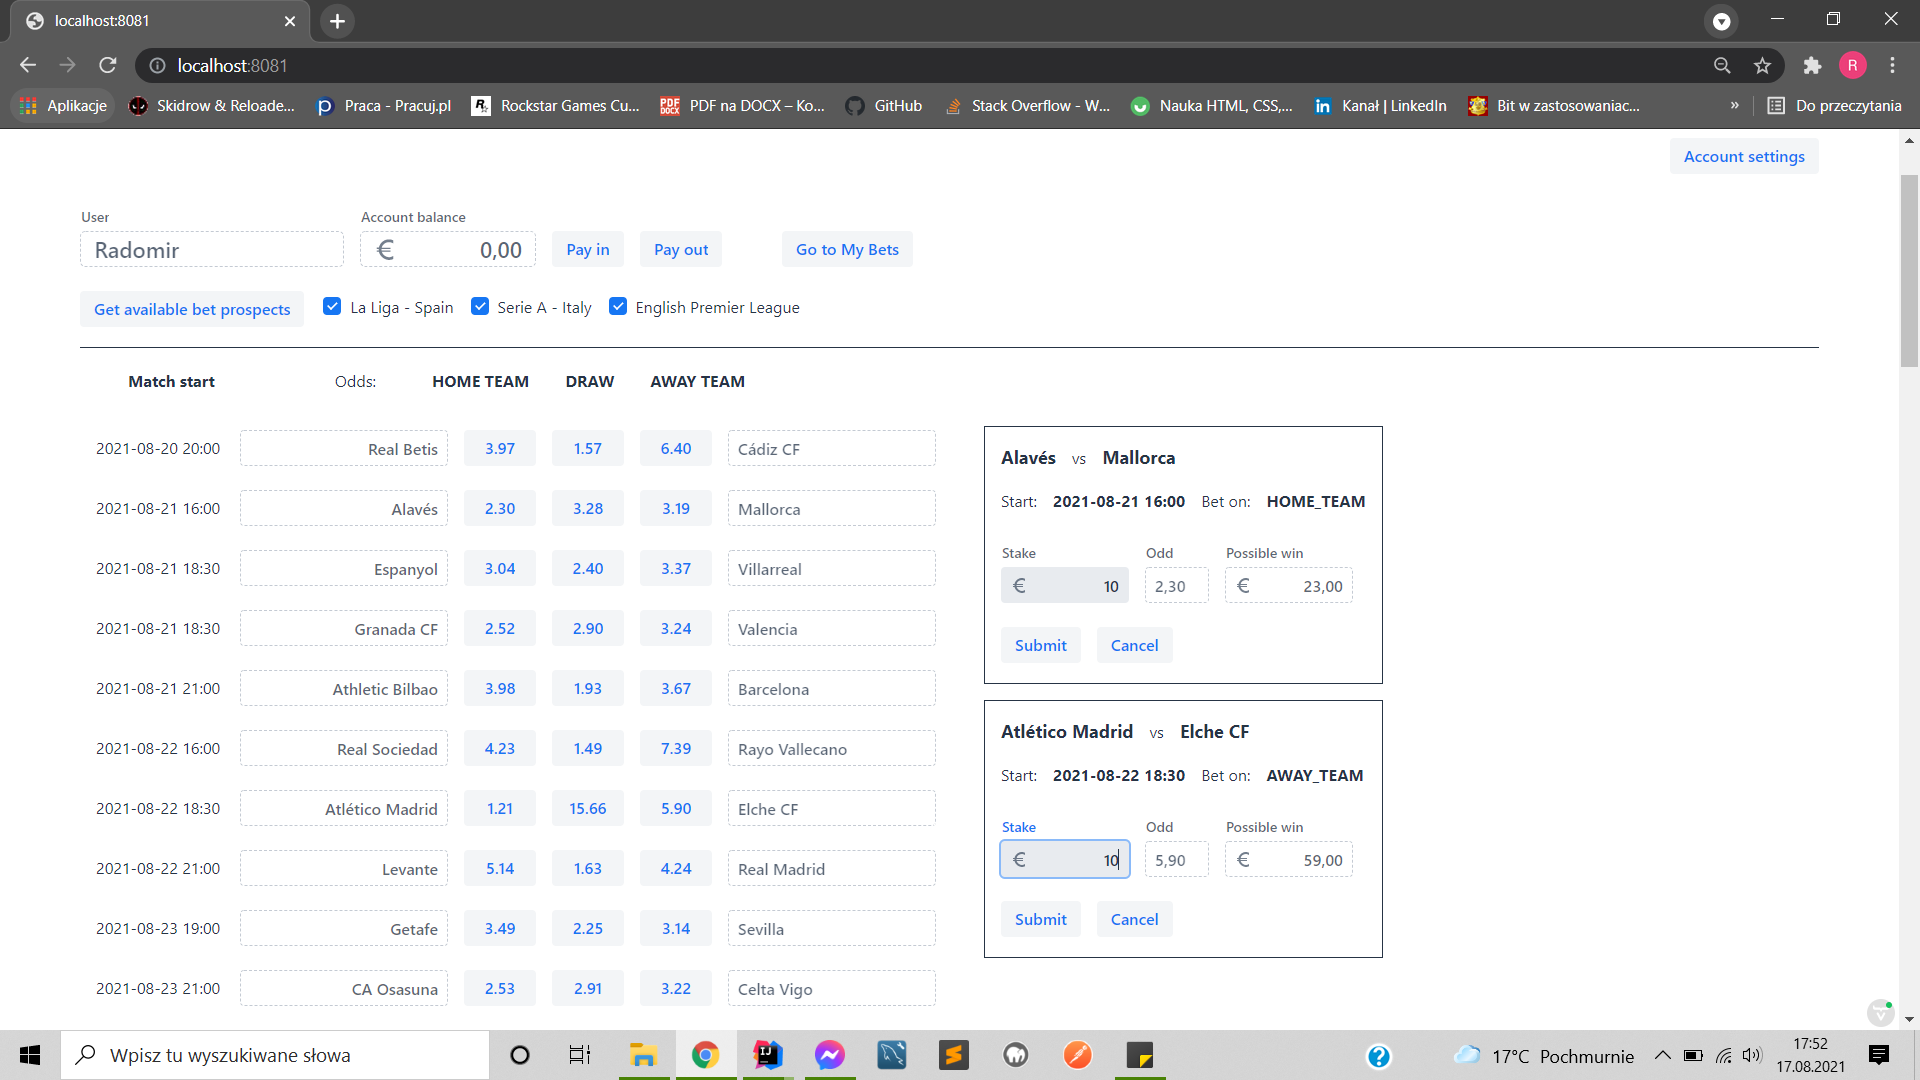 localhost:8081
localhost:8081
R
Aplikacje
Skidrow & Reloade...
Praca - Pracuj.pl
Rockstar Games Cu...
PDF na DOCX – Ko...
GitHub
Stack Overflow - W...
Nauka HTML, CSS,...
Kanał | LinkedIn
Bit w zastosowaniac...
»
Do przeczytania
Account settings
User
Account balance
Radomir
€ 0,00
Pay in
Pay out
Go to My Bets
Get available bet prospects
La Liga - Spain
Serie A - Italy
English Premier League
Match start Odds: HOME TEAM DRAW AWAY TEAM
2021-08-20 20:00 Real Betis 3.97 1.57 6.40 Cádiz CF
2021-08-21 16:00 Alavés 2.30 3.28 3.19 Mallorca
2021-08-21 18:30 Espanyol 3.04 2.40 3.37 Villarreal
2021-08-21 18:30 Granada CF 2.52 2.90 3.24 Valencia
2021-08-21 21:00 Athletic Bilbao 3.98 1.93 3.67 Barcelona
2021-08-22 16:00 Real Sociedad 4.23 1.49 7.39 Rayo Vallecano
2021-08-22 18:30 Atlético Madrid 1.21 15.66 5.90 Elche CF
2021-08-22 21:00 Levante 5.14 1.63 4.24 Real Madrid
2021-08-23 19:00 Getafe 3.49 2.25 3.14 Sevilla
2021-08-23 21:00 CA Osasuna 2.53 2.91 3.22 Celta Vigo
Alavés vs Mallorca
Start: 2021-08-21 16:00 Bet on: HOME_TEAM
Stake Odd Possible win
€ 10 2,30 € 23,00
Submit Cancel
Atlético Madrid vs Elche CF
Start: 2021-08-22 18:30 Bet on: AWAY_TEAM
Stake Odd Possible win
€ 10 5,90 € 59,00
Submit Cancel
Wpisz tu wyszukiwane słowa
17°C Pochmurnie
17:52
17.08.2021